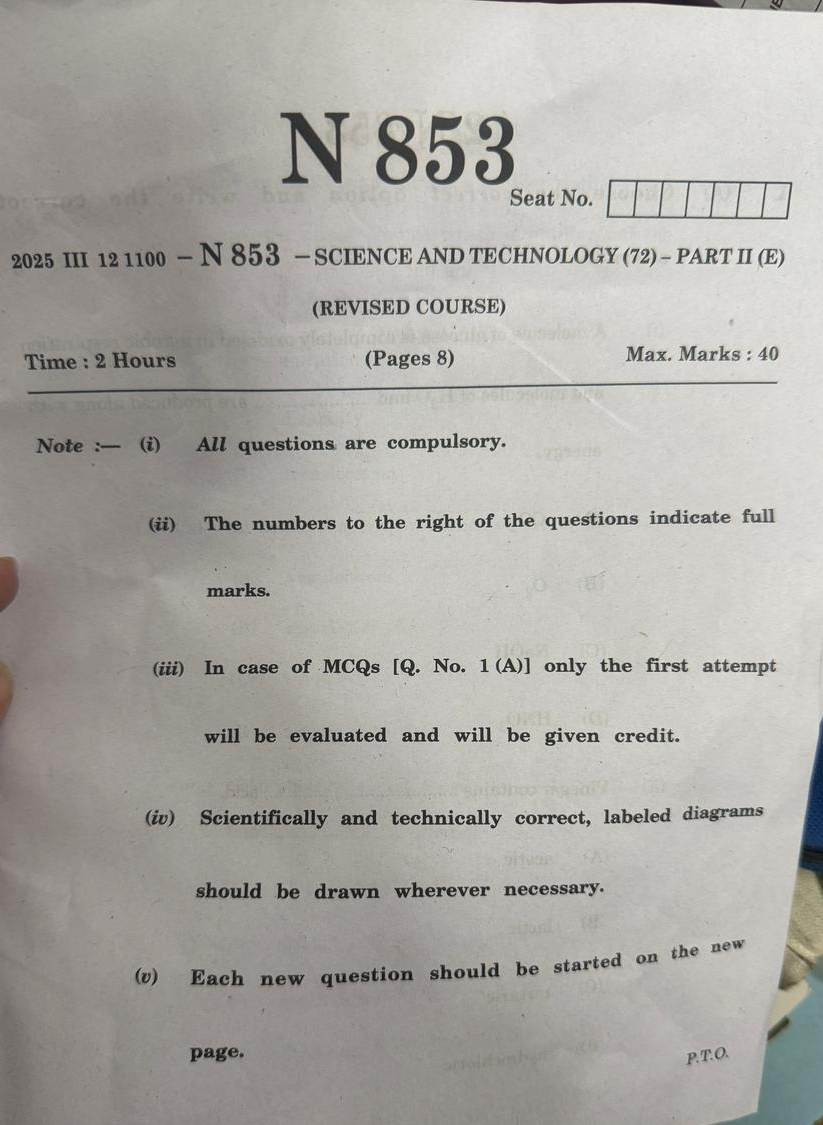 N 853
Seat No.
2025 III 12 1100 – N 853 – SCIENCE AND TECHNOLOGY (72) – PART II (E)
(REVISED COURSE)
Time : 2 Hours (Pages 8) Max. Marks : 40
Note :— (i) All questions are compulsory.
(ii) The numbers to the right of the questions indicate full
marks.
(iii) In case of MCQs [Q. No. 1 (A)] only the first attempt
will be evaluated and will be given credit.
(iv) Scientifically and technically correct, labeled diagrams
should be drawn wherever necessary.
(v) Each new question should be started on the new
page.
P.T.O.